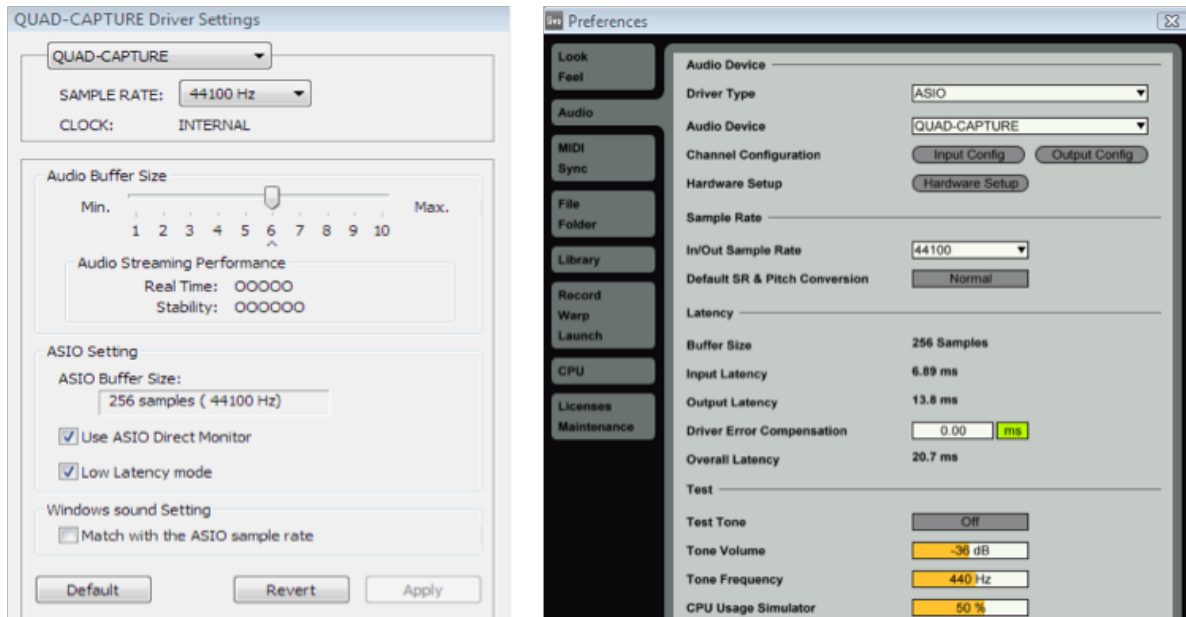 QUAD-CAPTURE Driver Settings
QUAD-CAPTURE
SAMPLE RATE: 44100 Hz
CLOCK: INTERNAL
Audio Buffer Size
Min. Max.
1 2 3 4 5 6 7 8 9 10
Audio Streaming Performance
Real Time: OOOOO
Stability: OOOOOO
ASIO Setting
ASIO Buffer Size:
256 samples ( 44100 Hz)
Use ASIO Direct Monitor
Low Latency mode
Windows sound Setting
Match with the ASIO sample rate
Default Revert Apply
live Preferences
Look
Feel
Audio
MIDI
Sync
File
Folder
Library
Record
Warp
Launch
CPU
Licenses
Maintenance
Audio Device
Driver Type ASIO
Audio Device QUAD-CAPTURE
Channel Configuration Input Config Output Config
Hardware Setup Hardware Setup
Sample Rate
In/Out Sample Rate 44100
Default SR & Pitch Conversion Normal
Latency
Buffer Size 256 Samples
Input Latency 6.89 ms
Output Latency 13.8 ms
Driver Error Compensation 0.00 ms
Overall Latency 20.7 ms
Test
Test Tone Off
Tone Volume -36 dB
Tone Frequency 440 Hz
CPU Usage Simulator 50 %